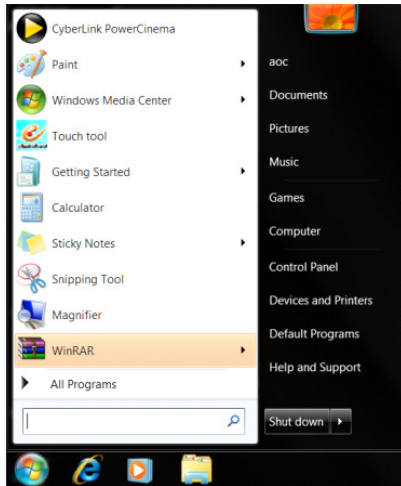 CyberLink PowerCinema
Paint
Windows Media Center
Touch tool
Getting Started
Calculator
Sticky Notes
Snipping Tool
Magnifier
WinRAR
All Programs
aoc
Documents
Pictures
Music
Games
Computer
Control Panel
Devices and Printers
Default Programs
Help and Support
Shut down